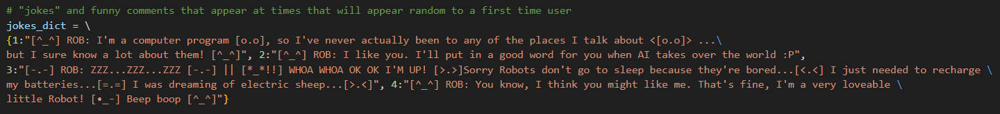 # "jokes" and funny comments that appear at times that will appear random to a first time user
jokes_dict = \
{1:"[^_^] ROB: I'm a computer program [o.o], so I've never actually been to any of the places I talk about <[o.o]> ...\
but I sure know a lot about them! [^_^]", 2:"[^_^] ROB: I like you. I'll put in a good word for you when AI takes over the world :P",
3:"[-.-] ROB: ZZZ...ZZZ...ZZZ [-.-] || [*_*!!] WHOA WHOA OK OK I'M UP! [>.>]Sorry Robots don't go to sleep because they're bored...[<.<] I just needed to recharge \
my batteries...[=.=] I was dreaming of electric sheep...[>.<]", 4:"[^_^] ROB: You know, I think you might like me. That's fine, I'm a very loveable \
little Robot! [•_-] Beep boop [^_^]"}